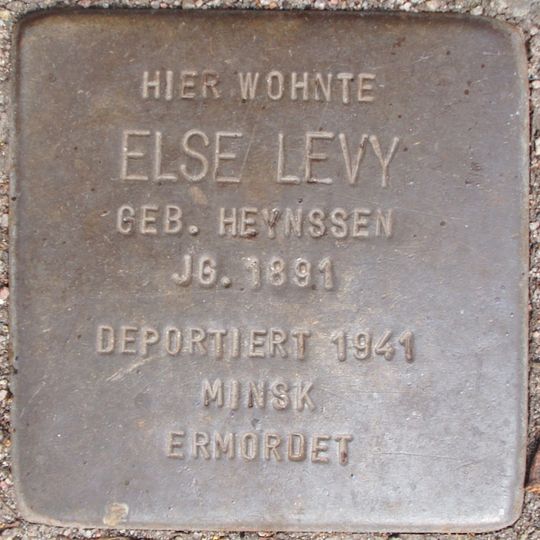 HIER WOHNTE
ELSE LEVY
GEB. HEYNSSEN
JG. 1891
DEPORTIERT 1941
MINSK
ERMORDET